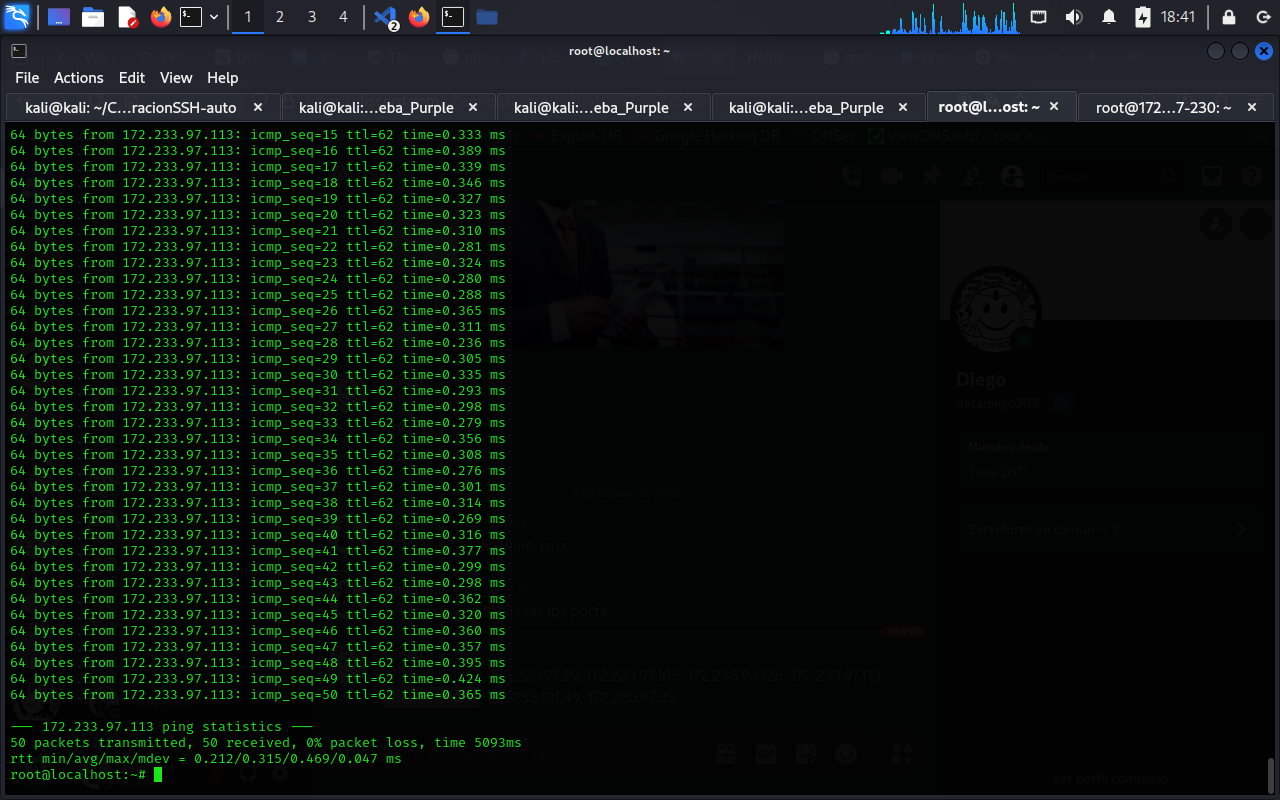 1 2 3 4 2 18:41
root@localhost: ~
File Actions Edit View Help
kali@kali: ~/C...racionSSH-auto kali@kali:...eba_Purple kali@kali:...eba_Purple kali@kali:...eba_Purple root@l...ost: ~ root@172...7-230: ~
64 bytes from 172.233.97.113: icmp_seq=15 ttl=62 time=0.333 ms
64 bytes from 172.233.97.113: icmp_seq=16 ttl=62 time=0.389 ms
64 bytes from 172.233.97.113: icmp_seq=17 ttl=62 time=0.339 ms
64 bytes from 172.233.97.113: icmp_seq=18 ttl=62 time=0.346 ms
64 bytes from 172.233.97.113: icmp_seq=19 ttl=62 time=0.327 ms
64 bytes from 172.233.97.113: icmp_seq=20 ttl=62 time=0.323 ms
64 bytes from 172.233.97.113: icmp_seq=21 ttl=62 time=0.310 ms
64 bytes from 172.233.97.113: icmp_seq=22 ttl=62 time=0.281 ms
64 bytes from 172.233.97.113: icmp_seq=23 ttl=62 time=0.324 ms
64 bytes from 172.233.97.113: icmp_seq=24 ttl=62 time=0.280 ms
64 bytes from 172.233.97.113: icmp_seq=25 ttl=62 time=0.288 ms
64 bytes from 172.233.97.113: icmp_seq=26 ttl=62 time=0.365 ms
64 bytes from 172.233.97.113: icmp_seq=27 ttl=62 time=0.311 ms
64 bytes from 172.233.97.113: icmp_seq=28 ttl=62 time=0.236 ms
64 bytes from 172.233.97.113: icmp_seq=29 ttl=62 time=0.305 ms
64 bytes from 172.233.97.113: icmp_seq=30 ttl=62 time=0.335 ms
64 bytes from 172.233.97.113: icmp_seq=31 ttl=62 time=0.293 ms
64 bytes from 172.233.97.113: icmp_seq=32 ttl=62 time=0.298 ms
64 bytes from 172.233.97.113: icmp_seq=33 ttl=62 time=0.279 ms
64 bytes from 172.233.97.113: icmp_seq=34 ttl=62 time=0.356 ms
64 bytes from 172.233.97.113: icmp_seq=35 ttl=62 time=0.308 ms
64 bytes from 172.233.97.113: icmp_seq=36 ttl=62 time=0.276 ms
64 bytes from 172.233.97.113: icmp_seq=37 ttl=62 time=0.301 ms
64 bytes from 172.233.97.113: icmp_seq=38 ttl=62 time=0.314 ms
64 bytes from 172.233.97.113: icmp_seq=39 ttl=62 time=0.269 ms
64 bytes from 172.233.97.113: icmp_seq=40 ttl=62 time=0.316 ms
64 bytes from 172.233.97.113: icmp_seq=41 ttl=62 time=0.377 ms
64 bytes from 172.233.97.113: icmp_seq=42 ttl=62 time=0.299 ms
64 bytes from 172.233.97.113: icmp_seq=43 ttl=62 time=0.298 ms
64 bytes from 172.233.97.113: icmp_seq=44 ttl=62 time=0.362 ms
64 bytes from 172.233.97.113: icmp_seq=45 ttl=62 time=0.320 ms
64 bytes from 172.233.97.113: icmp_seq=46 ttl=62 time=0.360 ms
64 bytes from 172.233.97.113: icmp_seq=47 ttl=62 time=0.357 ms
64 bytes from 172.233.97.113: icmp_seq=48 ttl=62 time=0.395 ms
64 bytes from 172.233.97.113: icmp_seq=49 ttl=62 time=0.424 ms
64 bytes from 172.233.97.113: icmp_seq=50 ttl=62 time=0.365 ms
--- 172.233.97.113 ping statistics ---
50 packets transmitted, 50 received, 0% packet loss, time 5093ms
rtt min/avg/max/mdev = 0.212/0.315/0.469/0.047 ms
root@localhost:~#
Exploit-DB Google Hacking DB OffSec
Buscar
Diego
datadiego303
Miembro desde
Servidores en común — 1
Ver perfil completo